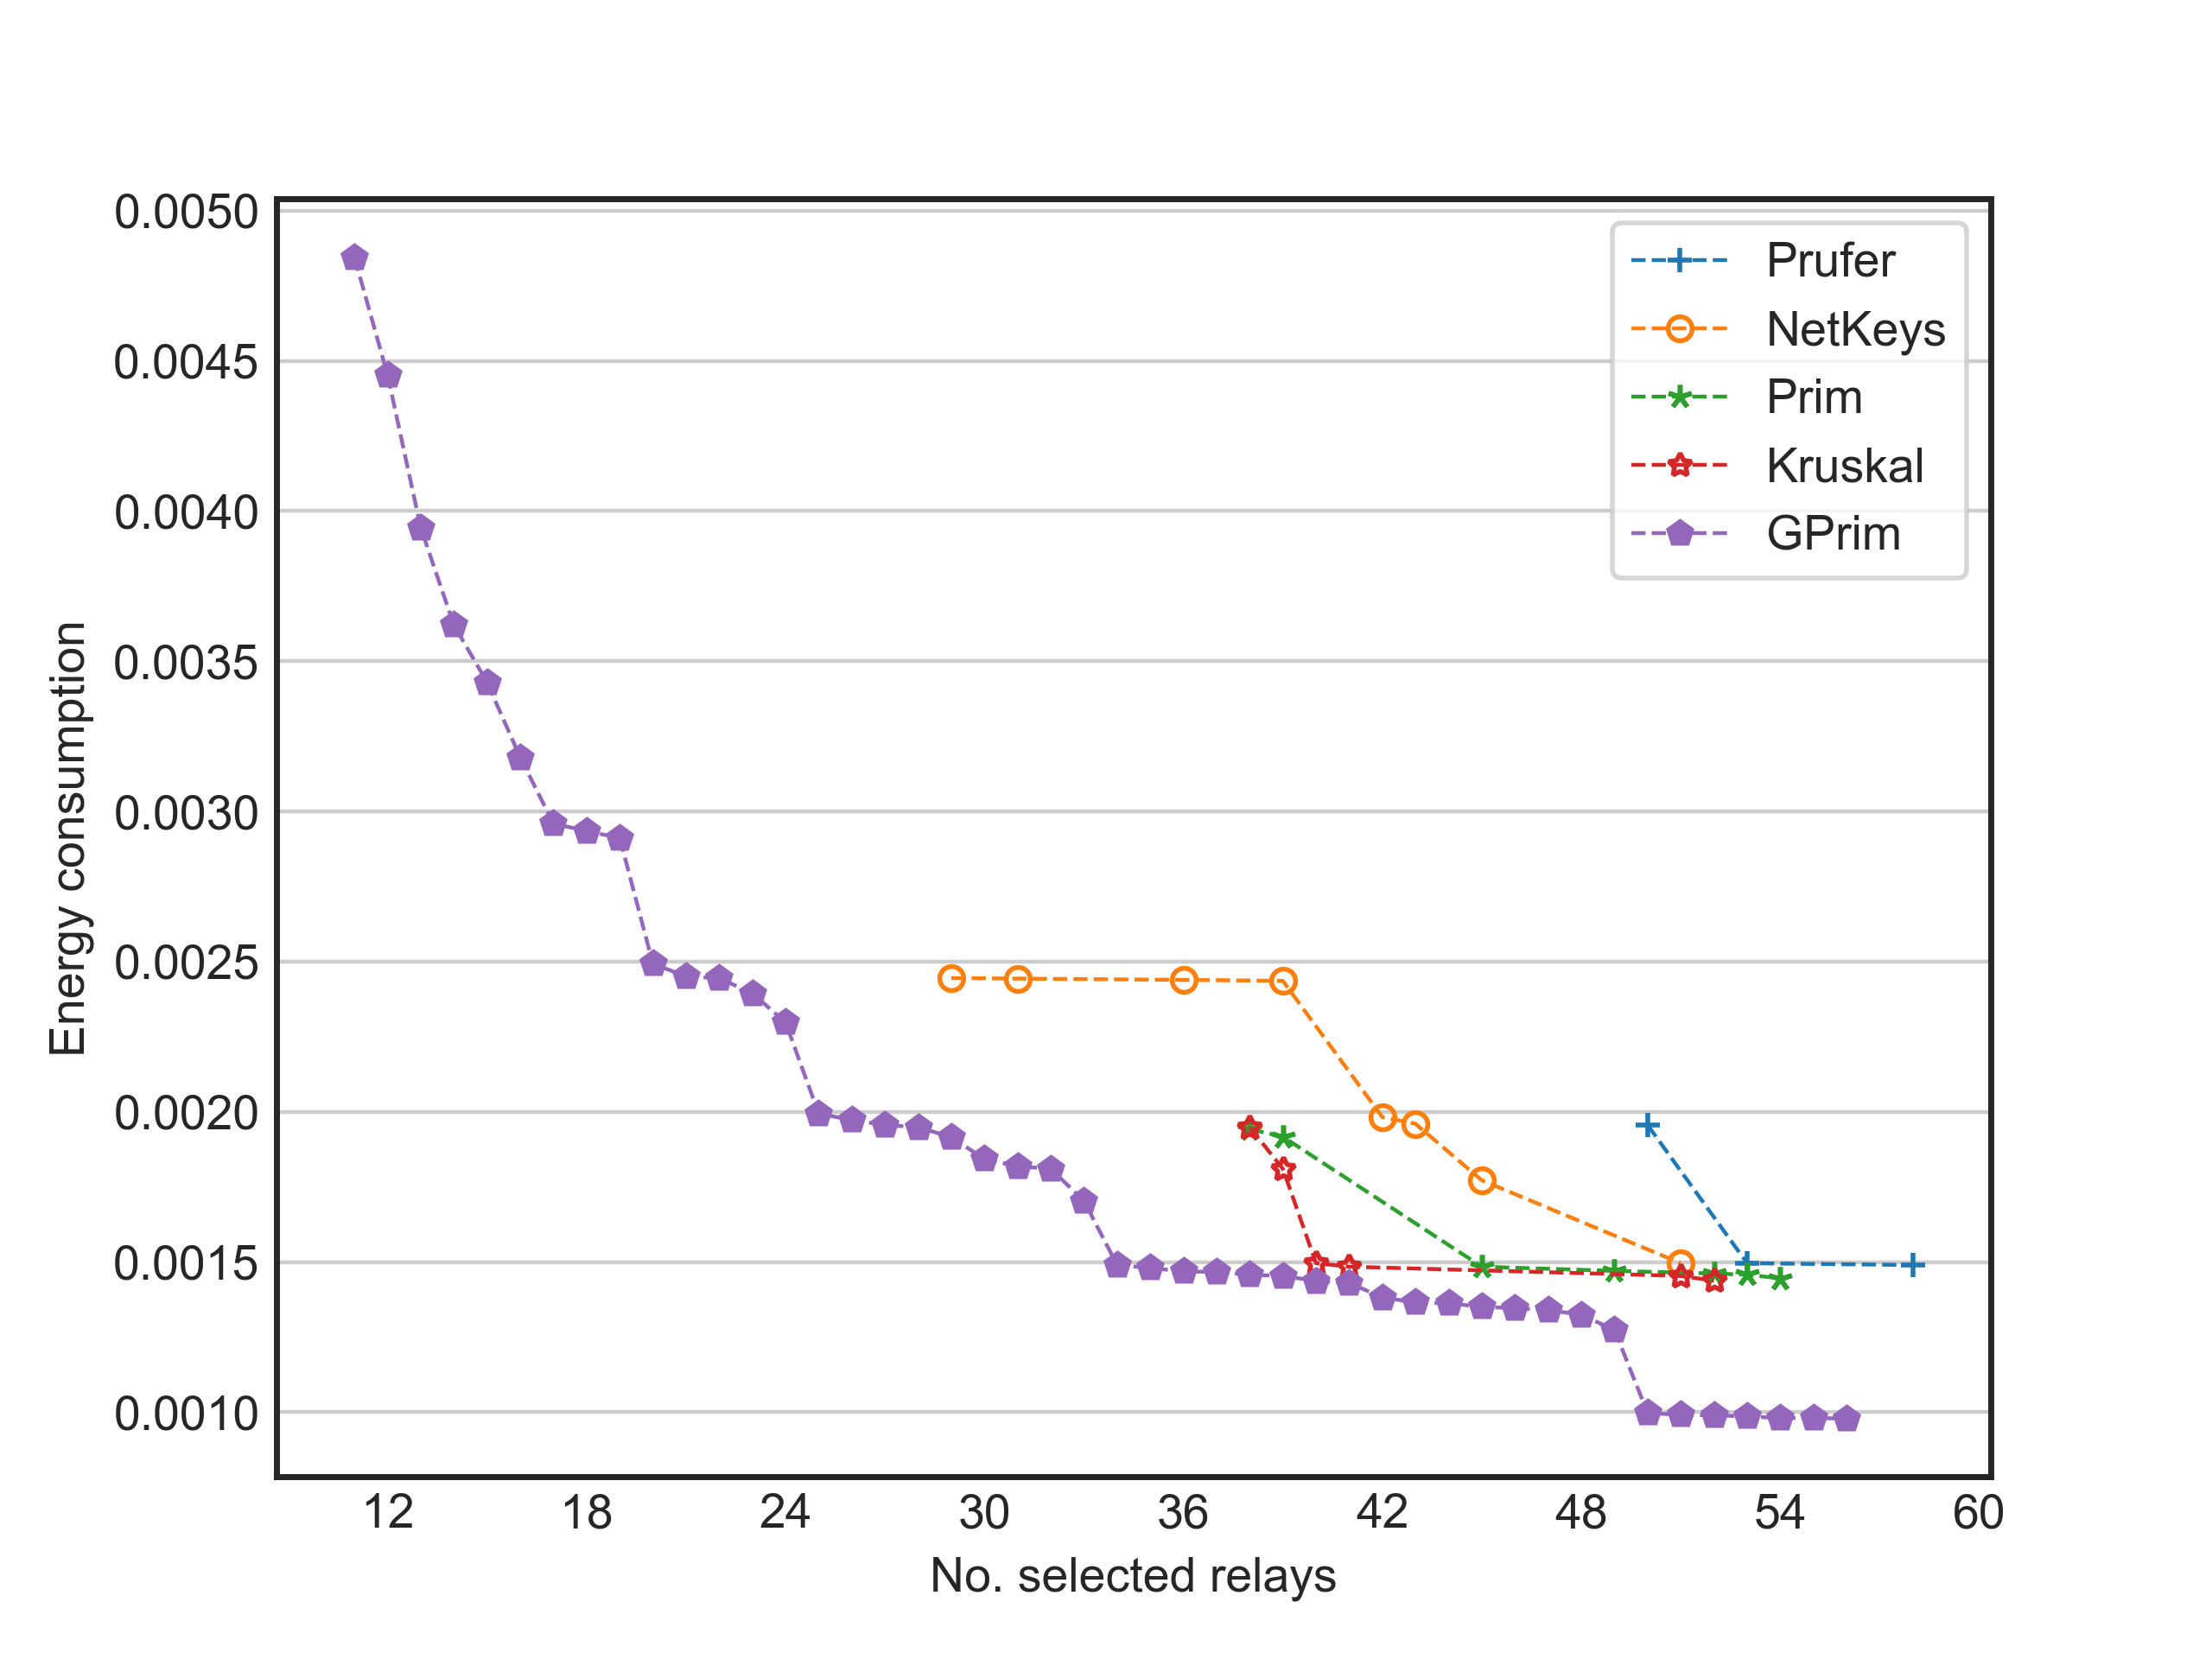 0.0050
0.0045
0.0040
0.0035
0.0030
0.0025
0.0020
0.0015
0.0010
Energy consumption
Prufer
NetKeys
Prim
Kruskal
GPrim
12 18 24 30 36 42 48 54 60
No. selected relays